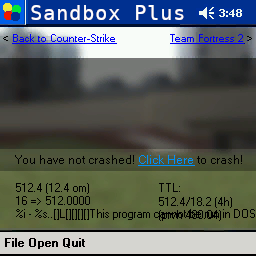 Sandbox Plus 3:48
< Back to Counter-Strike Team Fortress 2 >
You have not crashed! Click Here to crash!
512.4 (12.4 om) TTL:
16 => 512.0000 512.4/18.2 (4h)
%i - %s..[]L[][][][]This program cannot be run in DOS
File Open Quit